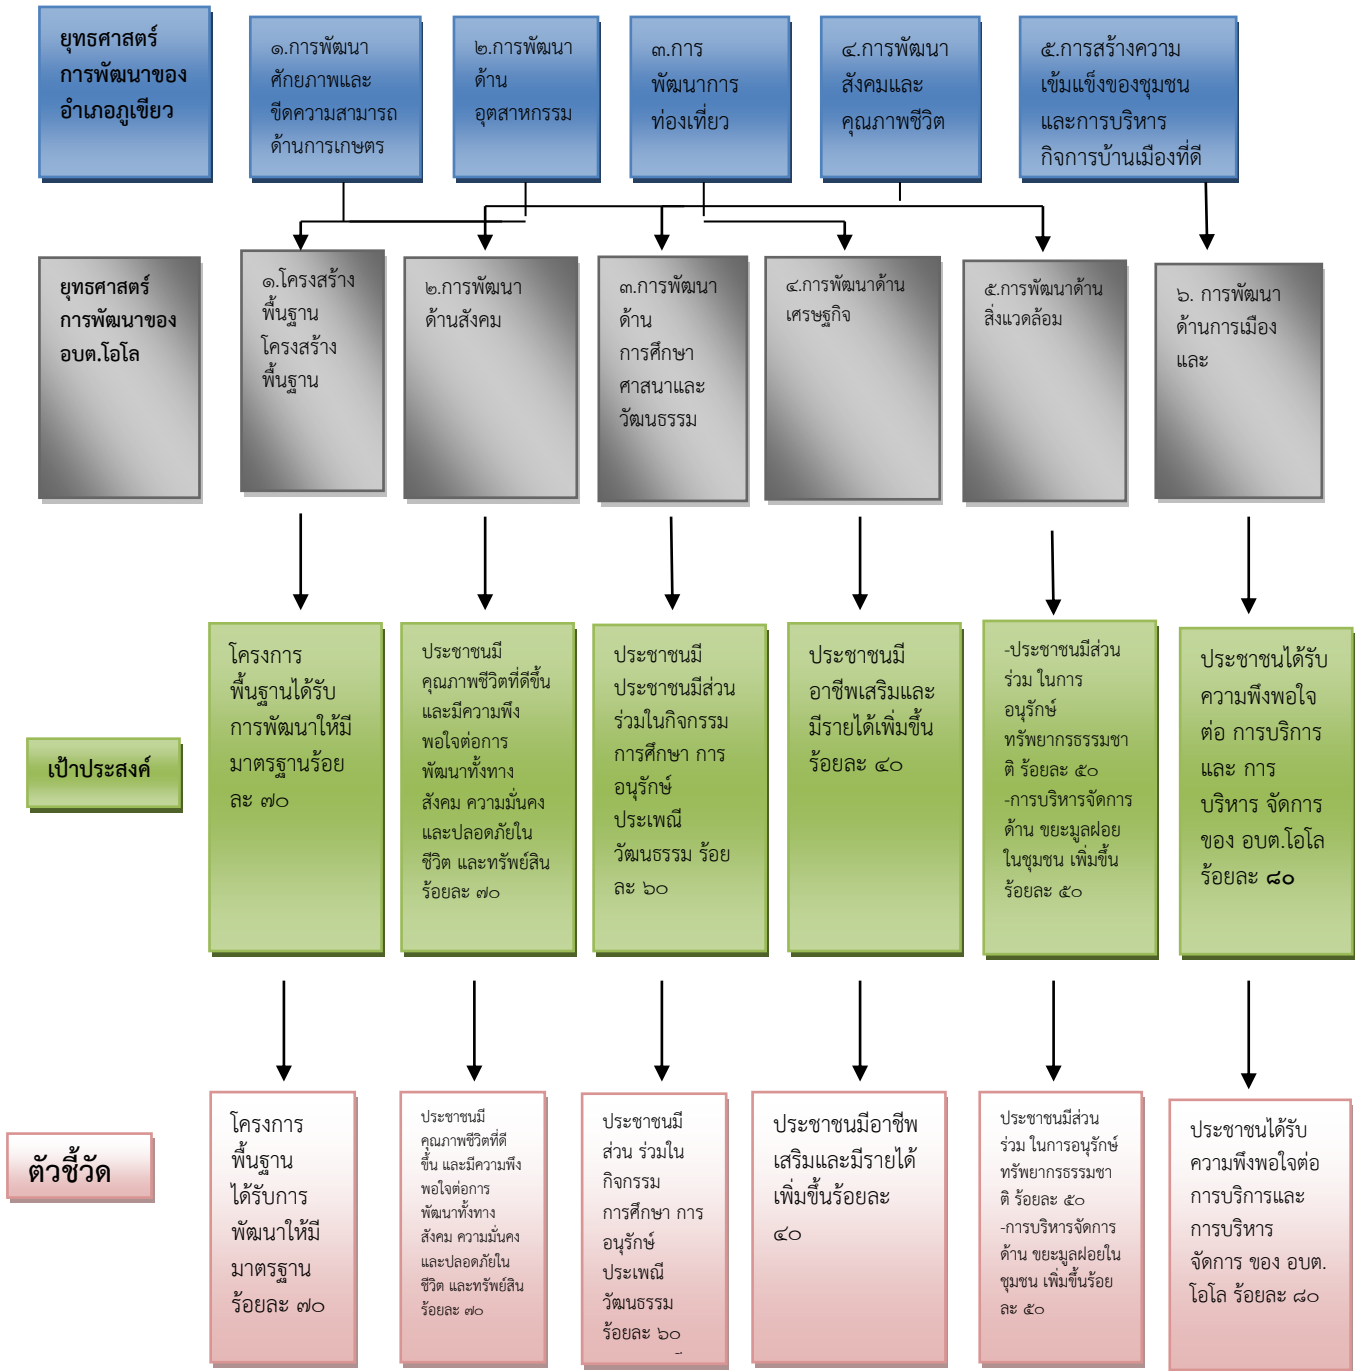 ยุทธศาสตร์
การพัฒนาของ
อำเภอภูเขียว
๑.การพัฒนา
ศักยภาพและ
ขีดความสามารถ
ด้านการเกษตร
๒.การพัฒนา
ด้าน
อุตสาหกรรม
๓.การ
พัฒนาการ
ท่องเที่ยว
๔.การพัฒนา
สังคมและ
คุณภาพชีวิต
๕.การสร้างความ
เข้มแข็งของชุมชน
และการบริหาร
กิจการบ้านเมืองที่ดี
ยุทธศาสตร์
การพัฒนาของ
อบต.โอโล
๑.โครงสร้าง
พื้นฐาน
โครงสร้าง
พื้นฐาน
๒.การพัฒนา
ด้านสังคม
๓.การพัฒนา
ด้าน
การศึกษา
ศาสนาและ
วัฒนธรรม
๔.การพัฒนาด้าน
เศรษฐกิจ
๕.การพัฒนาด้าน
สิ่งแวดล้อม
๖. การพัฒนา
ด้านการเมือง
และ
เป้าประสงค์
โครงการ
พื้นฐานได้รับ
การพัฒนาให้มี
มาตรฐานร้อย
ละ ๗๐
ประชาชนมี
คุณภาพชีวิตที่ดีขึ้น
และมีความพึง
พอใจต่อการ
พัฒนาทั้งทาง
สังคม ความมั่นคง
และปลอดภัยใน
ชีวิต และทรัพย์สิน
ร้อยละ ๗๐
ประชาชนมี
ประชาชนมีส่วน
ร่วมในกิจกรรม
การศึกษา การ
อนุรักษ์
ประเพณี
วัฒนธรรม ร้อย
ละ ๖๐
ประชาชนมี
อาชีพเสริมและ
มีรายได้เพิ่มขึ้น
ร้อยละ ๔๐
-ประชาชนมีส่วน
ร่วม ในการ
อนุรักษ์
ทรัพยากรธรรมชา
ติ ร้อยละ ๕๐
-การบริหารจัดการ
ด้าน ขยะมูลฝอย
ในชุมชน เพิ่มขึ้น
ร้อยละ ๕๐
ประชาชนได้รับ
ความพึงพอใจ
ต่อ การบริการ
และ การ
บริหาร จัดการ
ของ อบต.โอโล
ร้อยละ ๘๐
ตัวชี้วัด
โครงการ
พื้นฐาน
ได้รับการ
พัฒนาให้มี
มาตรฐาน
ร้อยละ ๗๐
ประชาชนมี
คุณภาพชีวิตที่ดี
ขึ้น และมีความพึง
พอใจต่อการ
พัฒนาทั้งทาง
สังคม ความมั่นคง
และปลอดภัยใน
ชีวิต และทรัพย์สิน
ร้อยละ ๗๐
ประชาชนมี
ส่วน ร่วมใน
กิจกรรม
การศึกษา การ
อนุรักษ์
ประเพณี
วัฒนธรรม
ร้อยละ ๖๐
ประชาชนมีอาชีพ
เสริมและมีรายได้
เพิ่มขึ้นร้อยละ
๔๐
ประชาชนมีส่วน
ร่วม ในการอนุรักษ์
ทรัพยากรธรรมชา
ติ ร้อยละ ๕๐
-การบริหารจัดการ
ด้าน ขยะมูลฝอยใน
ชุมชน เพิ่มขึ้นร้อย
ละ ๕๐
ประชาชนได้รับ
ความพึงพอใจต่อ
การบริการและ
การบริหาร
จัดการ ของ อบต.
โอโล ร้อยละ ๘๐